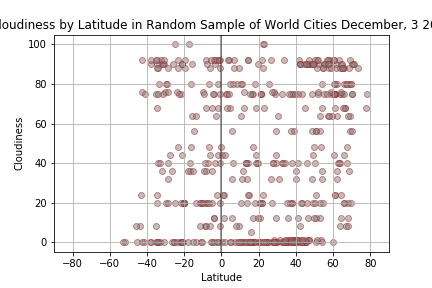 loudiness by Latitude in Random Sample of World Cities December, 3 20
100
80
60
40
20
0
Cloudiness
−80 −60 −40 −20 0 20 40 60 80
Latitude